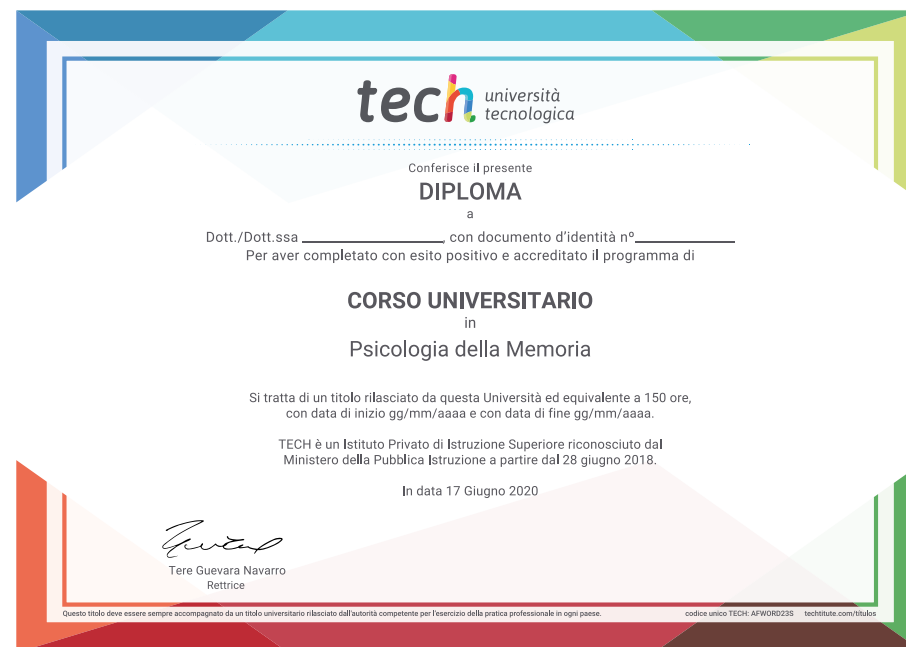 tech università
tecnologica
Conferisce il presente
DIPLOMA
a
Dott./Dott.ssa ____________________, con documento d'identità nº______________
Per aver completato con esito positivo e accreditato il programma di
CORSO UNIVERSITARIO
in
Psicologia della Memoria
Si tratta di un titolo rilasciato da questa Università ed equivalente a 150 ore,
con data di inizio gg/mm/aaaa e con data di fine gg/mm/aaaa.
TECH è un Istituto Privato di Istruzione Superiore riconosciuto dal
Ministero della Pubblica Istruzione a partire dal 28 giugno 2018.
In data 17 Giugno 2020
Tere Guevara Navarro
Rettrice
Questo titolo deve essere sempre accompagnato da un titolo universitario rilasciato dall'autorità competente per l'esercizio della pratica professionale in ogni paese. codice unico TECH: AFWORD23S techtitute.com/títulos